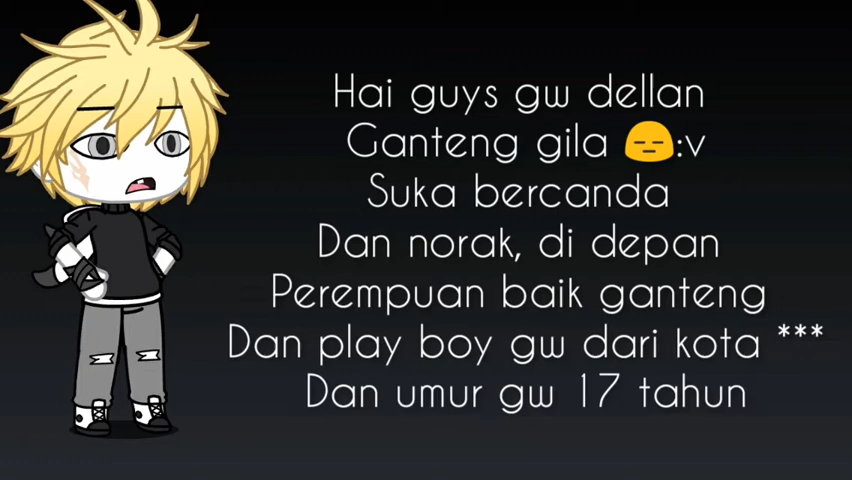 Hai guys gw dellan
Ganteng gila 😑:v
Suka bercanda
Dan norak, di depan
Perempuan baik ganteng
Dan play boy gw dari kota ***
Dan umur gw 17 tahun